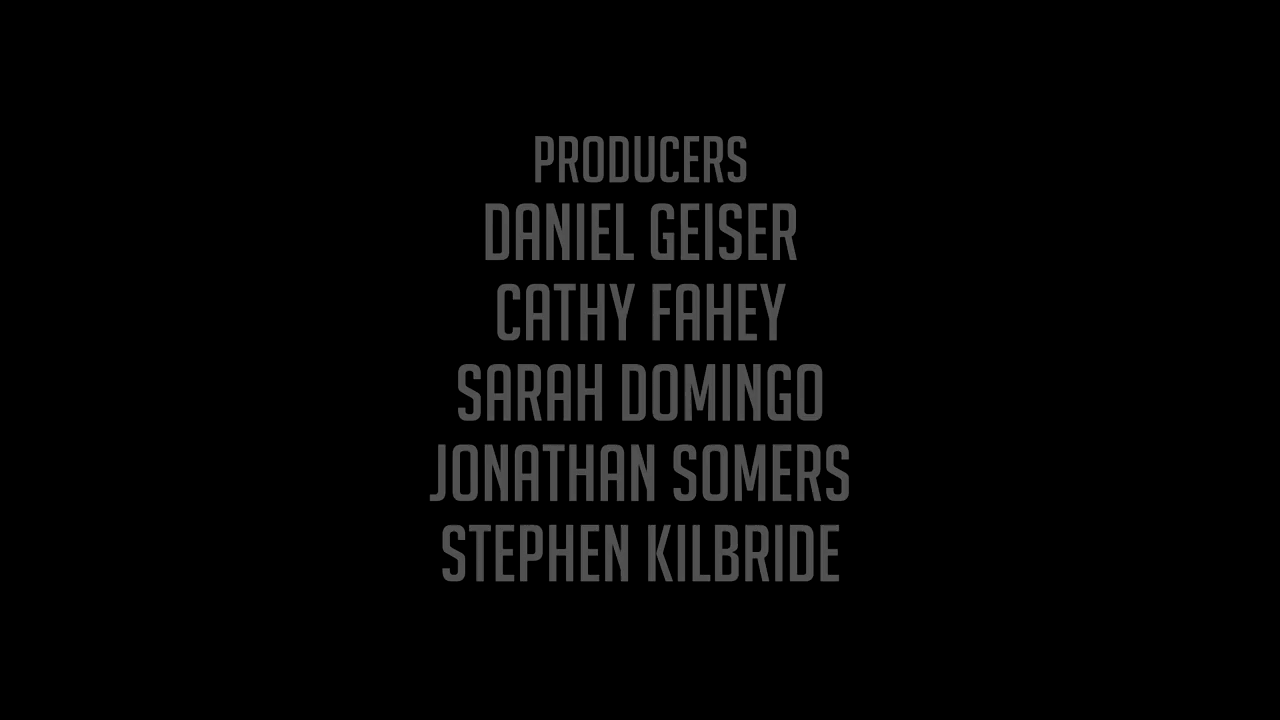 PRODUCERS
DANIEL GEISER
CATHY FAHEY
SARAH DOMINGO
JONATHAN SOMERS
STEPHEN KILBRIDE